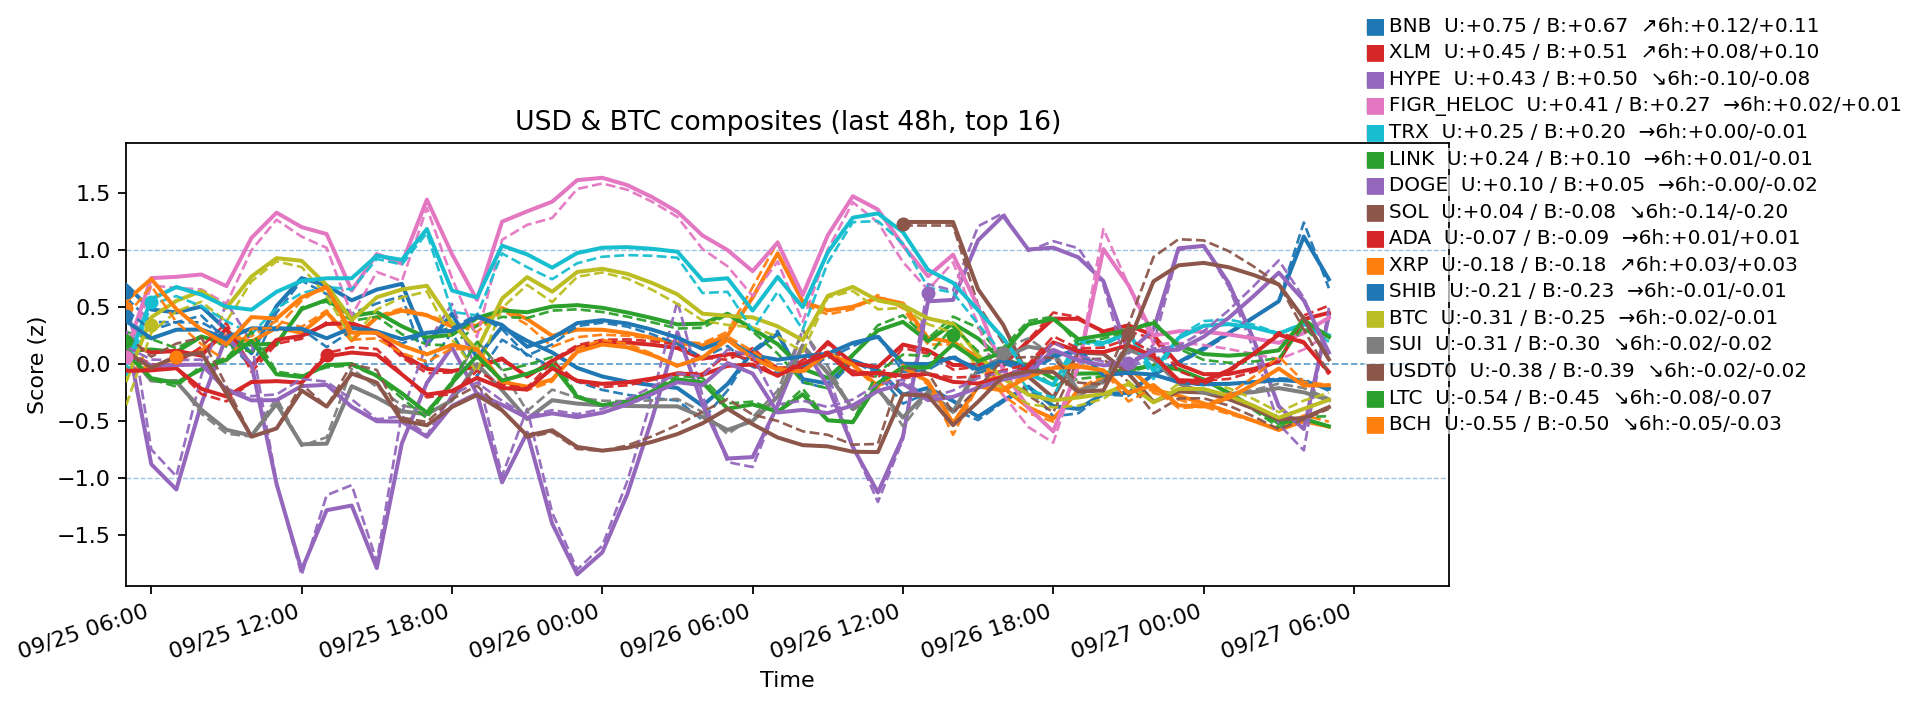 BNB  U:+0.75 / B:+0.67  ↗6h:+0.12/+0.11
XLM  U:+0.45 / B:+0.51  ↗6h:+0.08/+0.10
HYPE  U:+0.43 / B:+0.50  ↘6h:-0.10/-0.08
FIGR_HELOC  U:+0.41 / B:+0.27  →6h:+0.02/+0.01
TRX  U:+0.25 / B:+0.20  →6h:+0.00/-0.01
LINK  U:+0.24 / B:+0.10  →6h:+0.01/-0.01
DOGE  U:+0.10 / B:+0.05  →6h:-0.00/-0.02
SOL  U:+0.04 / B:-0.08  ↘6h:-0.14/-0.20
ADA  U:-0.07 / B:-0.09  →6h:+0.01/+0.01
XRP  U:-0.18 / B:-0.18  ↗6h:+0.03/+0.03
SHIB  U:-0.21 / B:-0.23  →6h:-0.01/-0.01
BTC  U:-0.31 / B:-0.25  →6h:-0.02/-0.01
SUI  U:-0.31 / B:-0.30  ↘6h:-0.02/-0.02
USDT0  U:-0.38 / B:-0.39  ↘6h:-0.02/-0.02
LTC  U:-0.54 / B:-0.45  ↘6h:-0.08/-0.07
BCH  U:-0.55 / B:-0.50  ↘6h:-0.05/-0.03
USD & BTC composites (last 48h, top 16)
Score (z)
1.5
1.0
0.5
0.0
−0.5
−1.0
−1.5
09/25 06:00
09/25 12:00
09/25 18:00
09/26 00:00
09/26 06:00
09/26 12:00
09/26 18:00
09/27 00:00
09/27 06:00
Time